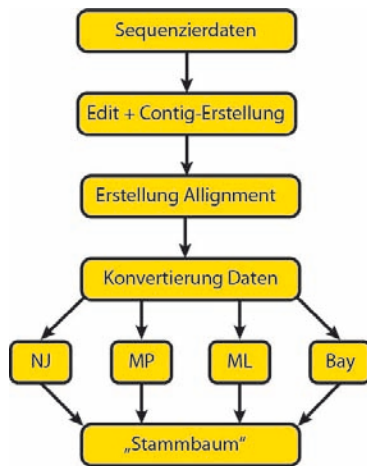 Sequenzierdaten
Edit + Contig-Erstellung
Erstellung Allignment
Konvertierung Daten
NJ
MP
ML
Bay
„Stammbaum“